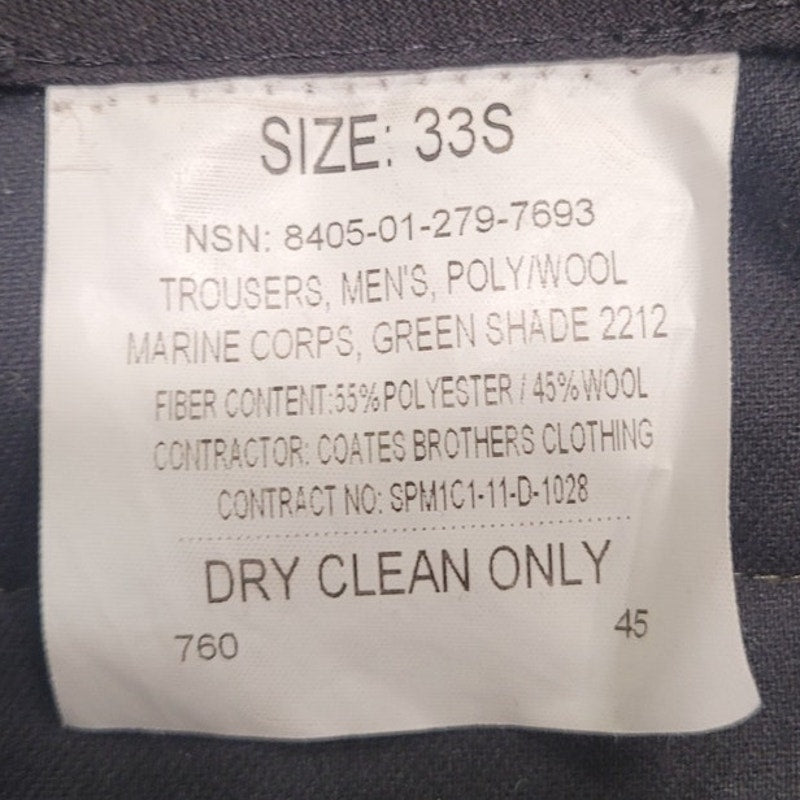 SIZE: 33S
NSN: 8405-01-279-7693
TROUSERS, MEN'S, POLY/WOOL
MARINE CORPS, GREEN SHADE 2212
FIBER CONTENT:55%POLYESTER / 45%WOOL
CONTRACTOR: COATES BROTHERS CLOTHING
CONTRACT NO: SPM1C1-11-D-1028
DRY CLEAN ONLY
760 45